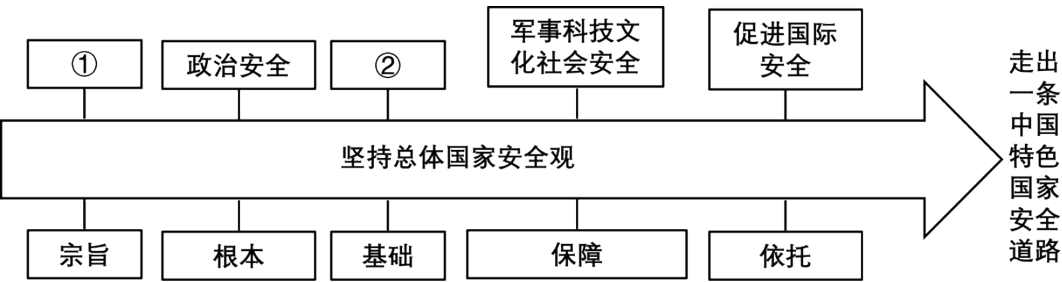 ①
政治安全
②
军事科技文
化社会安全
促进国际
安全
坚持总体国家安全观
宗旨
根本
基础
保障
依托
走出
一条
中国
特色
国家
安全
道路